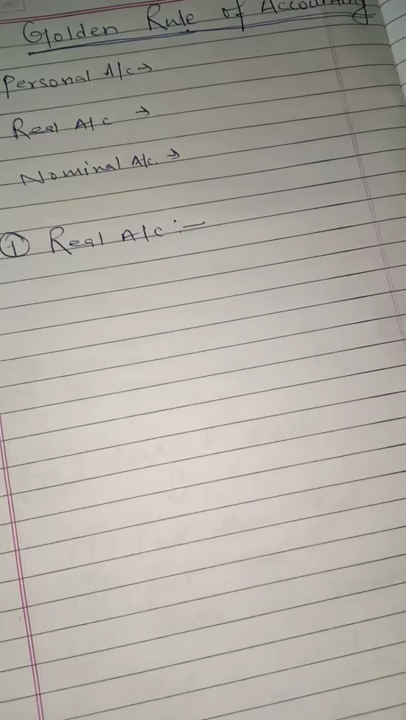 Golden Rule of Accounting
Personal A/c →
Real A/c →
Nominal A/c →
① Real A/c :-